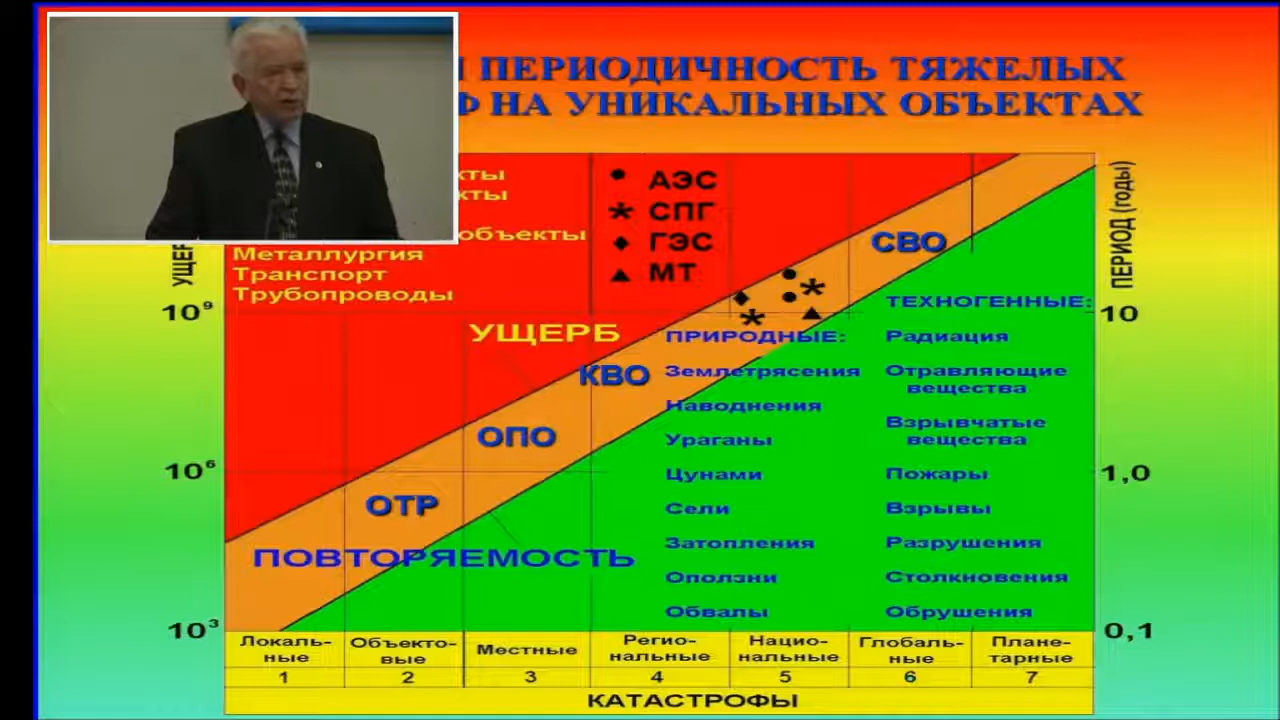 ПЕРИОДИЧНОСТЬ ТЯЖЕЛЫХ
НА УНИКАЛЬНЫХ ОБЪЕКТАХ
объекты
Металлургия
Транспорт
Трубопроводы
АЭС
СПГ
ГЭС
МТ
УЩЕРБ
ПОВТОРЯЕМОСТЬ
ОТР
ОПО
КВО
СВО
ПРИРОДНЫЕ:
Землетрясения
Наводнения
Ураганы
Цунами
Сели
Затопления
Оползни
Обвалы
ТЕХНОГЕННЫЕ:
Радиация
Отравляющие
вещества
Взрывчатые
вещества
Пожары
Взрывы
Разрушения
Столкновения
Обрушения
10⁹
10⁶
10³
ПЕРИОД (годы)
10
1,0
0,1
Локаль-
ные
Объекто-
вые
Местные
Регио-
нальные
Нацио-
нальные
Глобаль-
ные
Плане-
тарные
1 2 3 4 5 6 7
КАТАСТРОФЫ